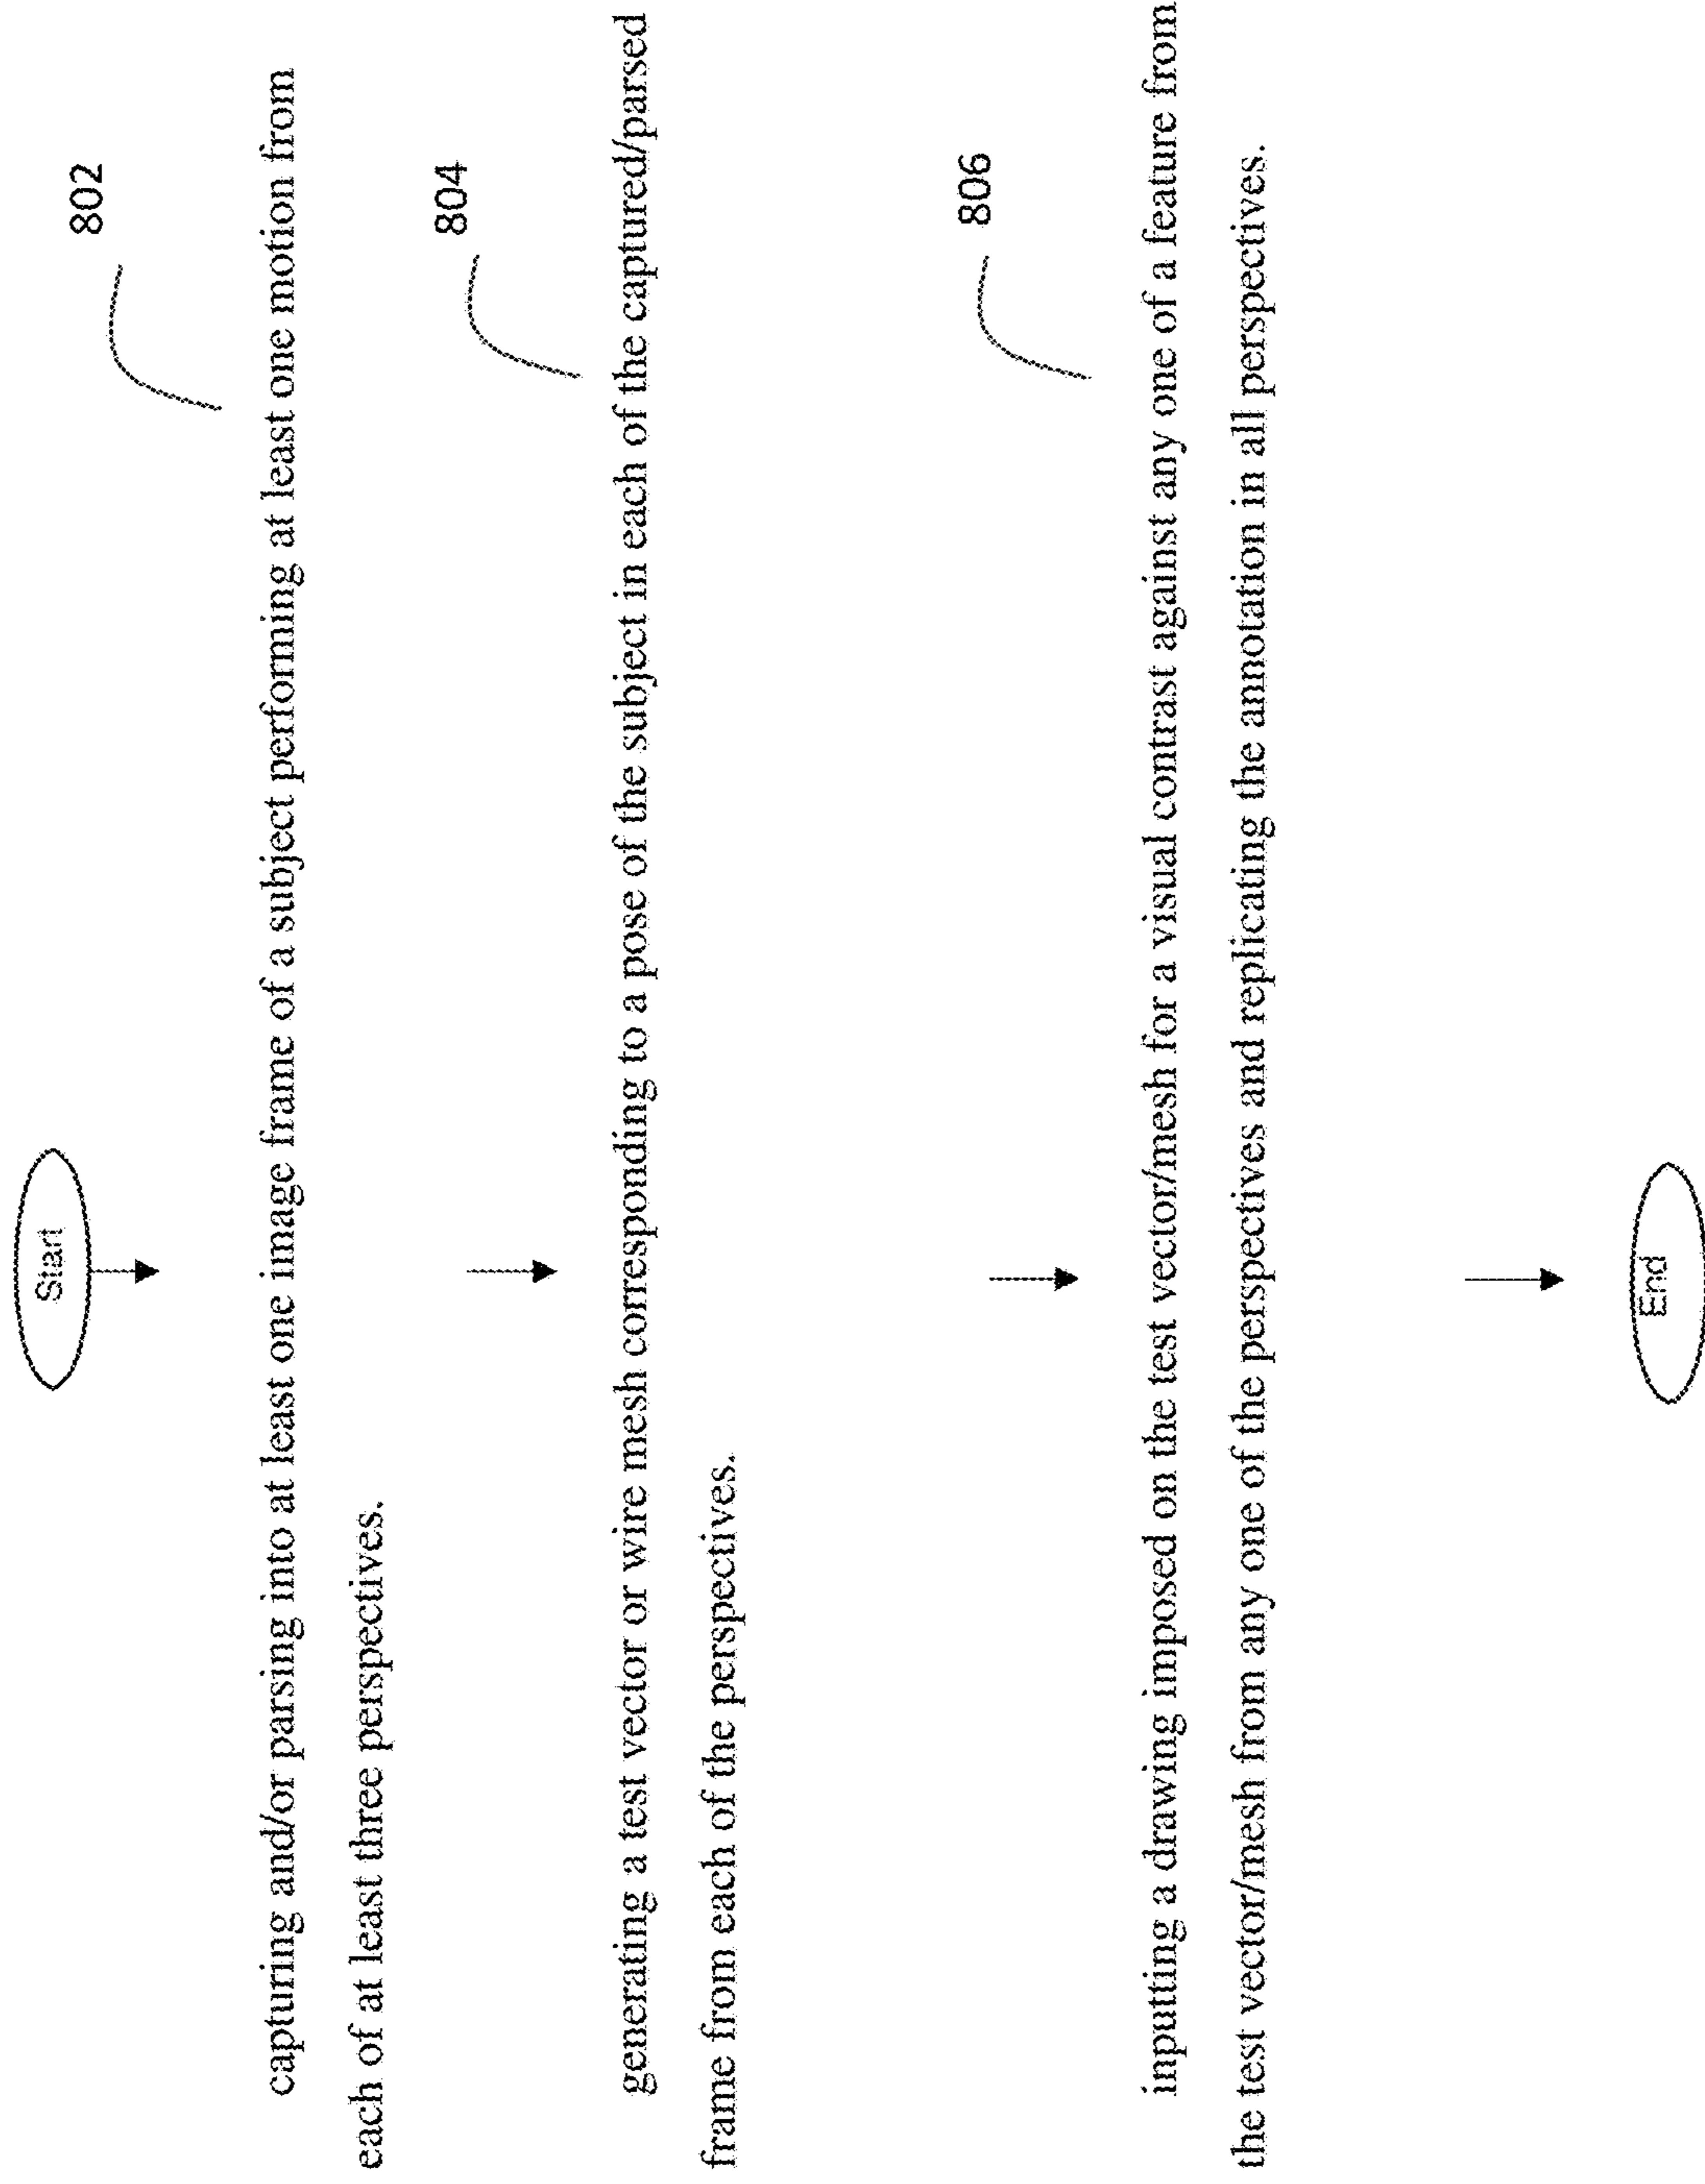 Start
802
capturing and/or parsing into at least one image frame of a subject performing at least one motion from
each of at least three perspectives.
804
generating a test vector or wire mesh corresponding to a pose of the subject in each of the captured/parsed
frame from each of the perspectives.
806
inputting a drawing imposed on the test vector/mesh for a visual contrast against any one of a feature from
the test vector/mesh from any one of the perspectives and replicating the annotation in all perspectives.
End